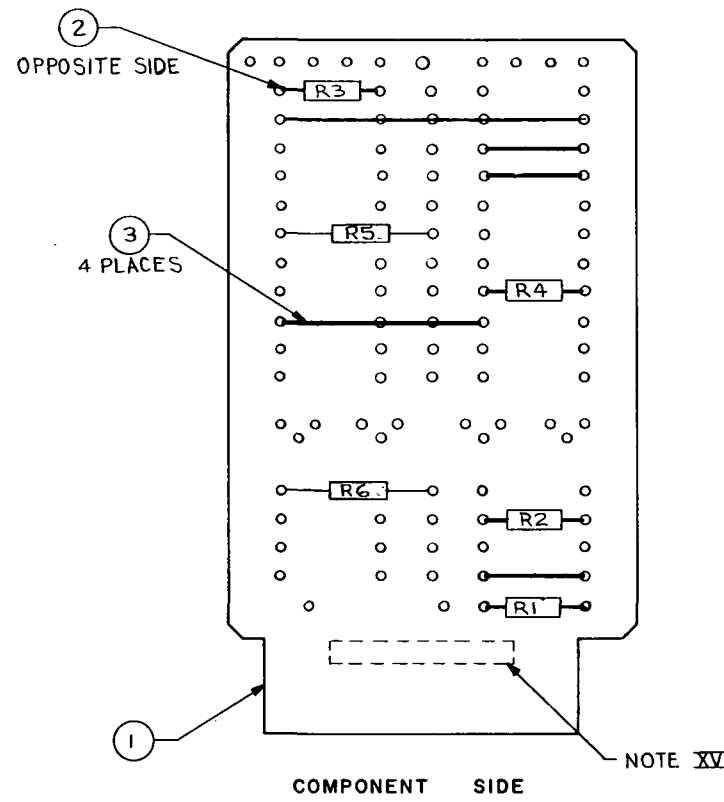 2
OPPOSITE SIDE
R3
3
4 PLACES
R5
R4
R6
R2
R1
1
NOTE XV
COMPONENT SIDE